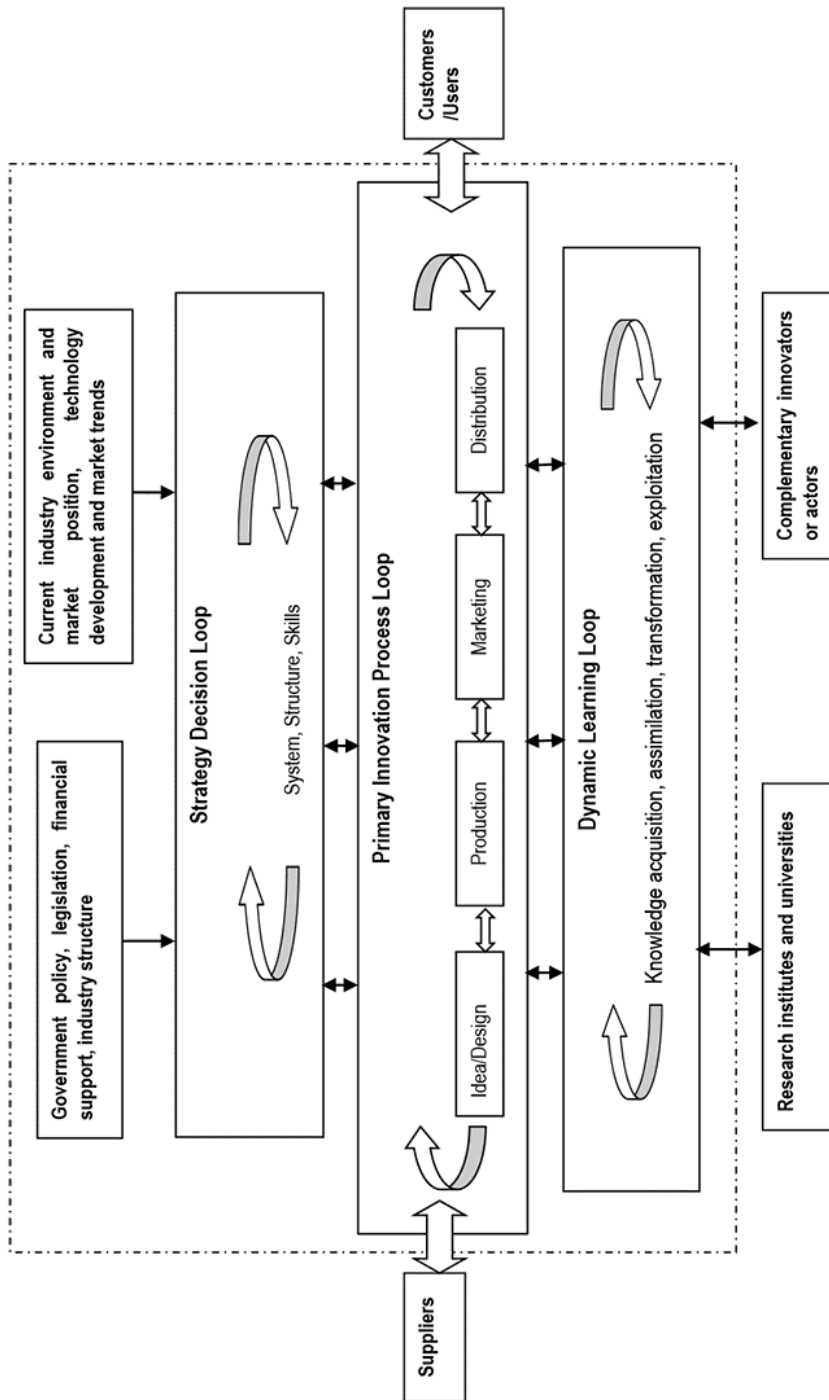 Government policy, legislation, financial
support, industry structure
Current industry environment and
market position, technology
development and market trends
Strategy Decision Loop
System, Structure, Skills
Primary Innovation Process Loop
Suppliers
Idea/Design
Production
Marketing
Distribution
Customers
/Users
Dynamic Learning Loop
Knowledge acquisition, assimilation, transformation, exploitation
Research institutes and universities
Complementary innovators
or actors